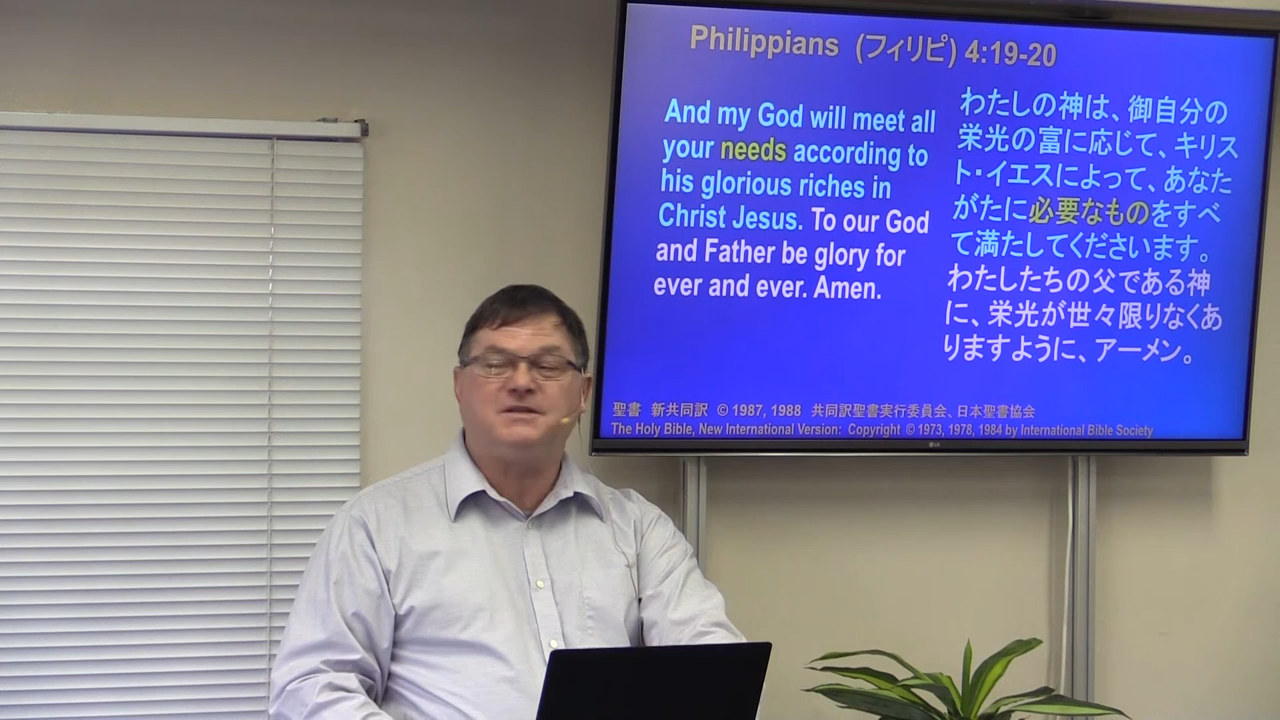 Philippians (フィリピ) 4:19-20
And my God will meet all
your needs according to
his glorious riches in
Christ Jesus. To our God
and Father be glory for
ever and ever. Amen.
わたしの神は、御自分の
栄光の富に応じて、キリス
ト・イエスによって、あなた
がたに必要なものをすべ
て満たしてくださいます。
わたしたちの父である神
に、栄光が世々限りなくあ
りますように、アーメン。
聖書 新共同訳 © 1987, 1988 共同訳聖書実行委員会、日本聖書協会
The Holy Bible, New International Version: Copyright © 1973, 1978, 1984 by International Bible Society
LG